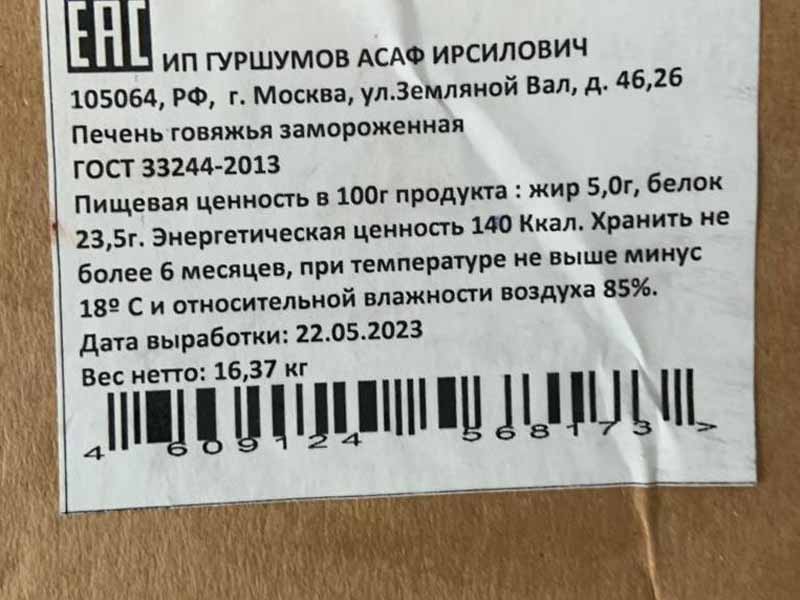 EAC ИП ГУРШУМОВ АСАФ ИРСИЛОВИЧ
105064, РФ, г. Москва, ул.Земляной Вал, д. 46,26
Печень говяжья замороженная
ГОСТ 33244-2013
Пищевая ценность в 100г продукта : жир 5,0г, белок
23,5г. Энергетическая ценность 140 Ккал. Хранить не
более 6 месяцев, при температуре не выше минус
18º С и относительной влажности воздуха 85%.
Дата выработки: 22.05.2023
Вес нетто: 16,37 кг
4 609124 568173 >